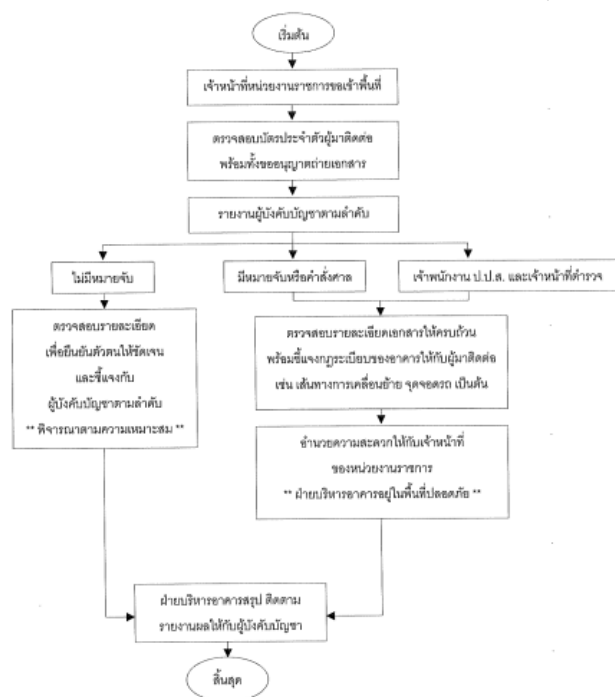 เริ่มต้น
เจ้าหน้าที่หน่วยงานราชการขอเข้าพื้นที่
ตรวจสอบบัตรประจำตัวผู้มาติดต่อ
พร้อมทั้งขออนุญาตถ่ายเอกสาร
รายงานผู้บังคับบัญชาตามลำดับ
ไม่มีหมายจับ
มีหมายจับหรือคำสั่งศาล
เจ้าพนักงาน ป.ป.ส. และเจ้าหน้าที่ตำรวจ
ตรวจสอบรายละเอียด
เพื่อยืนยันตัวตนให้ชัดเจน
และชี้แจงกับ
ผู้บังคับบัญชาตามลำดับ
** พิจารณาตามความเหมาะสม **
ตรวจสอบรายละเอียดเอกสารให้ครบถ้วน
พร้อมชี้แจงกฎระเบียบของอาคารให้กับผู้มาติดต่อ
เช่น เส้นทางการเคลื่อนย้าย จุดจอดรถ เป็นต้น
อำนวยความสะดวกให้กับเจ้าหน้าที่
ของหน่วยงานราชการ
** ฝ่ายบริหารอาคารอยู่ในพื้นที่ปลอดภัย **
ฝ่ายบริหารอาคารสรุป ติดตาม
รายงานผลให้กับผู้บังคับบัญชา
สิ้นสุด